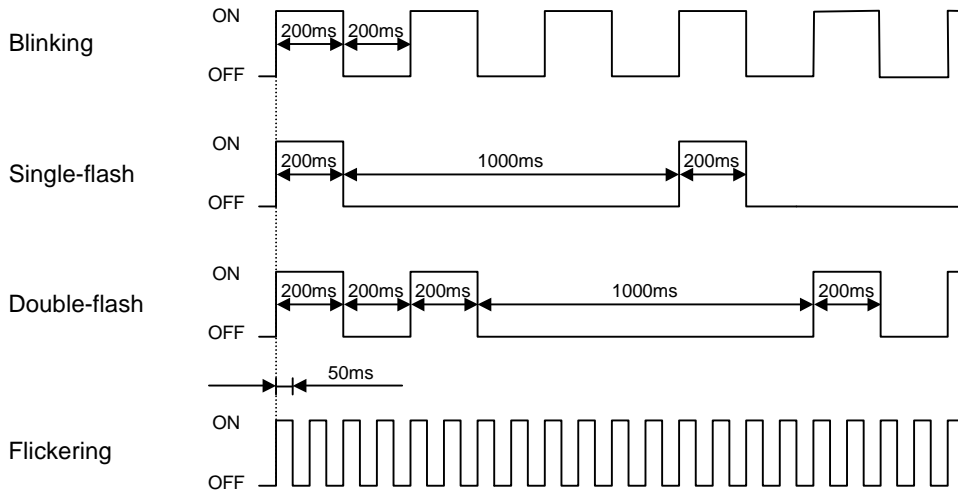 ON
Blinking
200ms 200ms
OFF
ON
Single-flash
200ms 1000ms 200ms
OFF
ON
Double-flash
200ms 200ms 200ms 1000ms 200ms
OFF
50ms
ON
Flickering
OFF